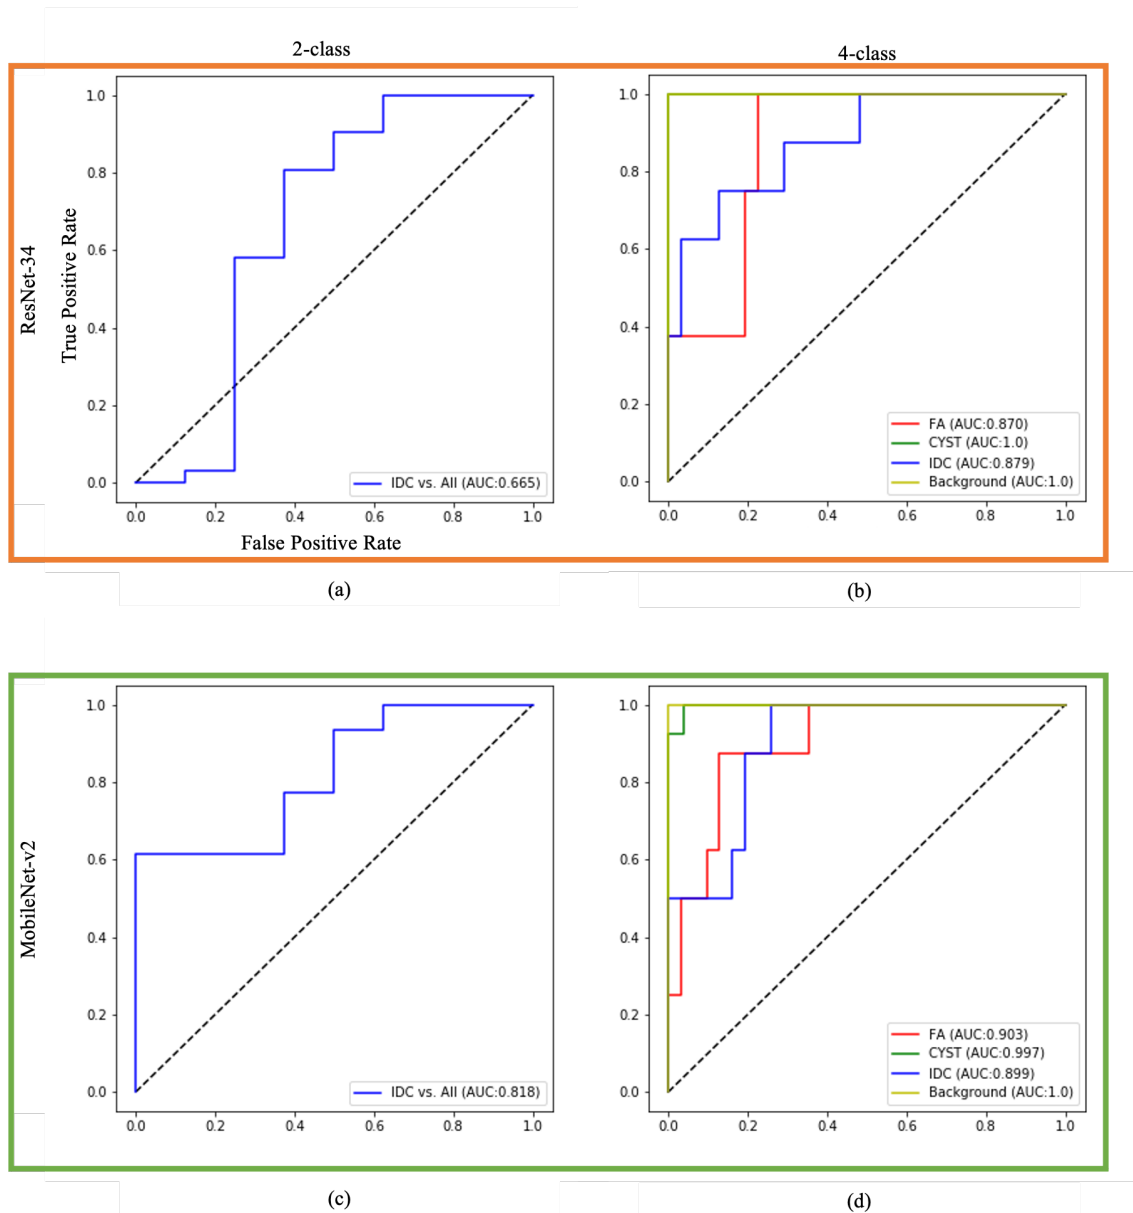 2-class
4-class
ResNet-34
True Positive Rate
1.0
0.8
0.6
0.4
0.2
0.0
IDC vs. All (AUC:0.665)
0.0 0.2 0.4 0.6 0.8 1.0
False Positive Rate
(a)
1.0
0.8
0.6
0.4
0.2
0.0
FA (AUC:0.870)
CYST (AUC:1.0)
IDC (AUC:0.879)
Background (AUC:1.0)
0.0 0.2 0.4 0.6 0.8 1.0
(b)
MobileNet-v2
1.0
0.8
0.6
0.4
0.2
0.0
IDC vs. All (AUC:0.818)
0.0 0.2 0.4 0.6 0.8 1.0
(c)
1.0
0.8
0.6
0.4
0.2
0.0
FA (AUC:0.903)
CYST (AUC:0.997)
IDC (AUC:0.899)
Background (AUC:1.0)
0.0 0.2 0.4 0.6 0.8 1.0
(d)